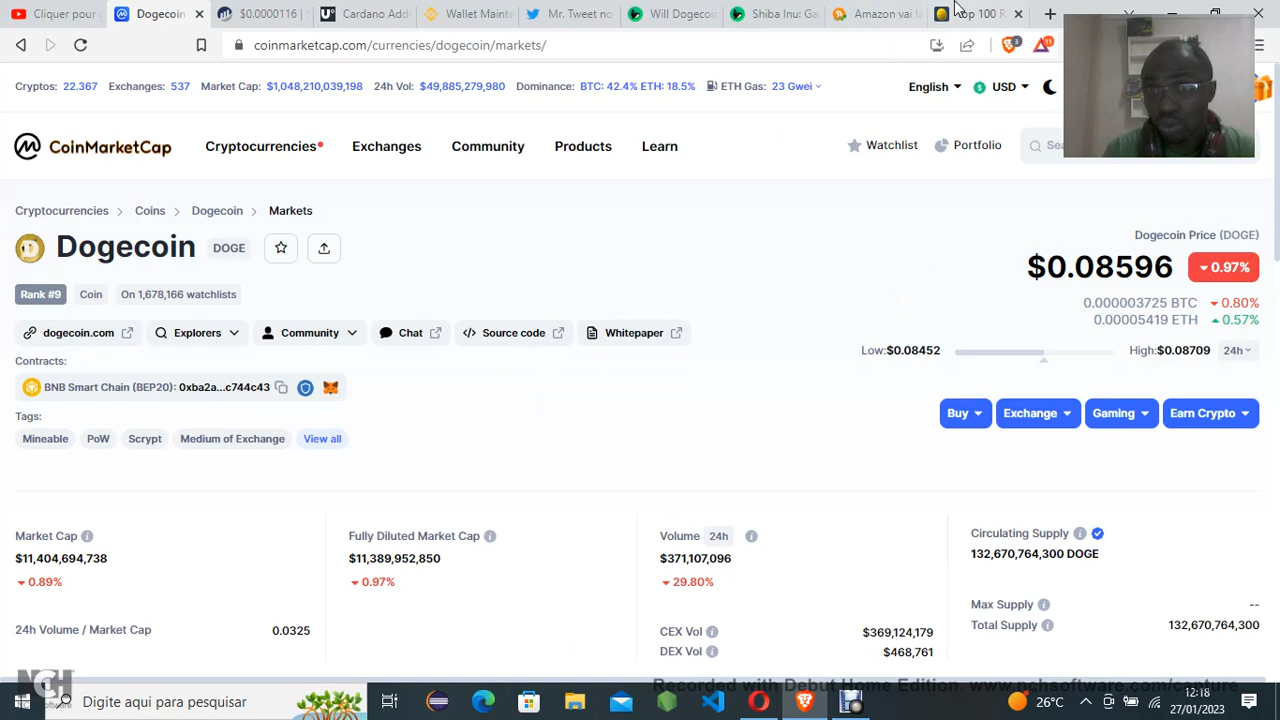 Cliquer pour
Dogecoin
$0.0000116 |
Cardano Add
Wallet Maint
Mr. Tweet no
Will Dogecoi
Shiba Inu: Ga
Amazon vai la
op 100 R
coinmarketcap.com/currencies/dogecoin/markets/
3
11
Cryptos: 22.367 Exchanges: 537 Market Cap: $1,048,210,039,198 24h Vol: $49,885,279,980 Dominance: BTC: 42.4% ETH: 18.5% ETH Gas: 23 Gwei
English USD
CoinMarketCap Cryptocurrencies Exchanges Community Products Learn
Watchlist Portfolio Sea
Cryptocurrencies > Coins > Dogecoin > Markets
Dogecoin DOGE
Rank #9 Coin On 1,678,166 watchlists
dogecoin.com Explorers Community Chat Source code Whitepaper
Contracts:
BNB Smart Chain (BEP20): 0xba2a...c744c43
Tags:
Mineable PoW Scrypt Medium of Exchange View all
Dogecoin Price (DOGE)
$0.08596 0.97%
0.000003725 BTC 0.80%
0.00005419 ETH 0.57%
Low: $0.08452 High: $0.08709 24h
Buy Exchange Gaming Earn Crypto
Market Cap
$11,404,694,738
0.89%
24h Volume / Market Cap 0.0325
Fully Diluted Market Cap
$11,389,952,850
0.97%
Volume 24h
$371,107,096
29.80%
CEX Vol $369,124,179
DEX Vol $468,761
Circulating Supply
132,670,764,300 DOGE
Max Supply --
Total Supply 132,670,764,300
NCH
Recorded with Debut Home Edition. www.nchsoftware.com/capture
Digite aqui para pesquisar
26°C
12:18
27/01/2023